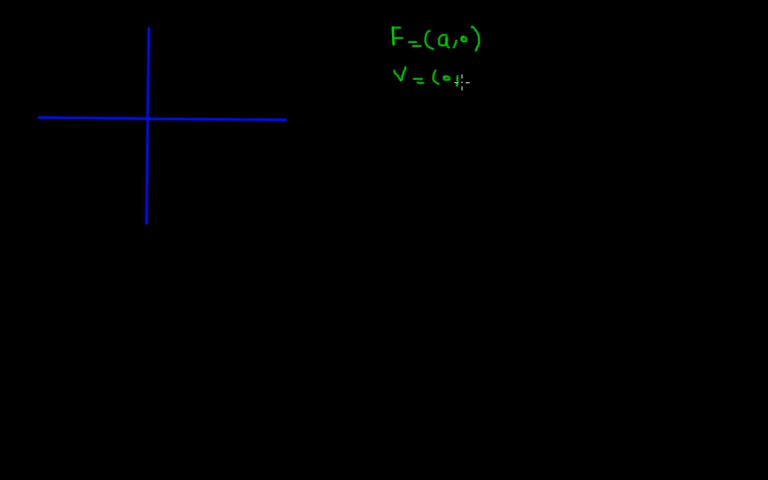 F = (a, 0)
V = (0,